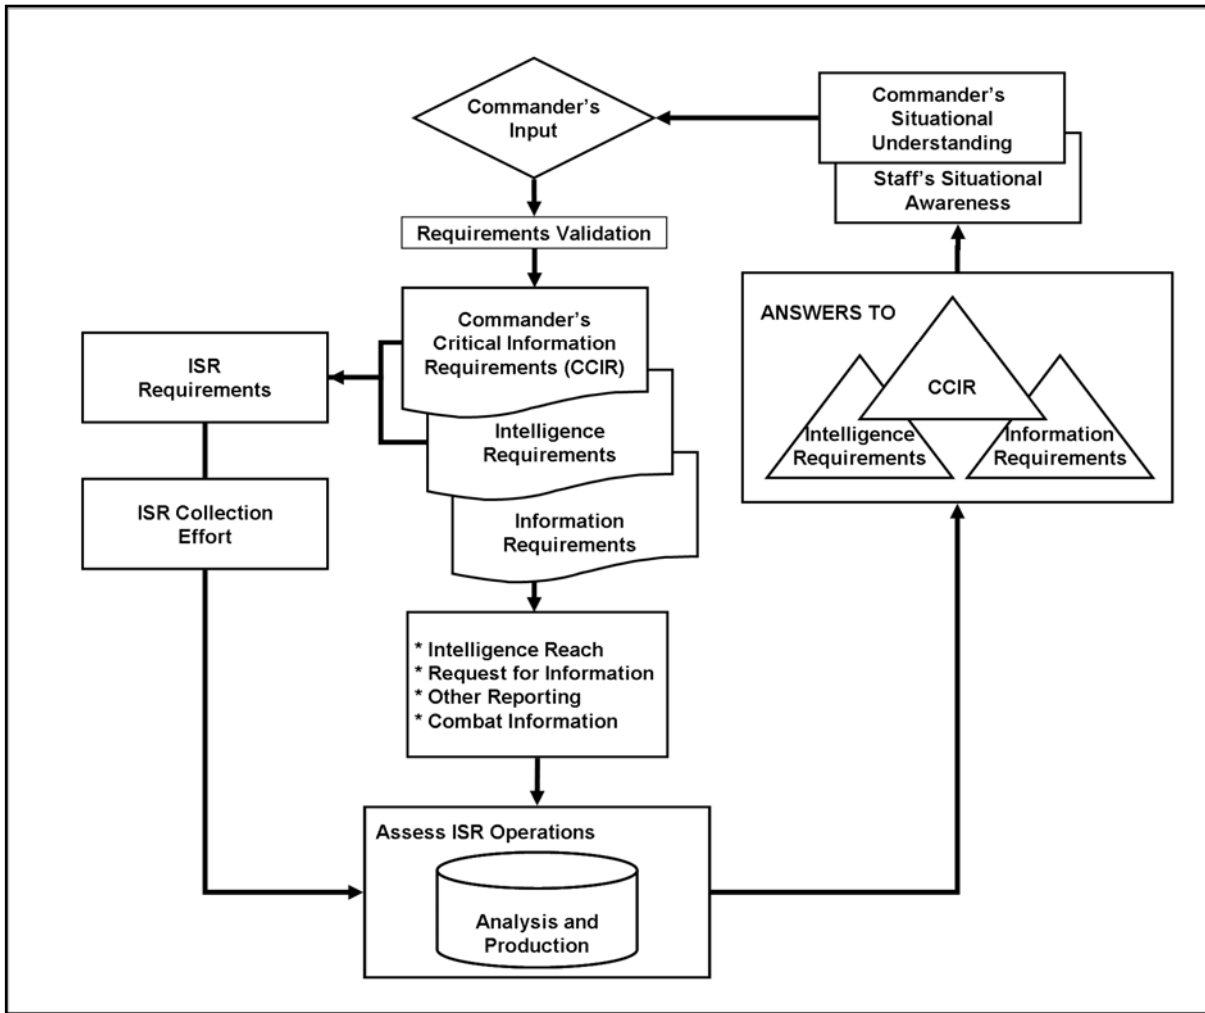 Commander's
Input
Commander's
Situational
Understanding
Staff's Situational
Awareness
Requirements Validation
Commander's
Critical Information
Requirements (CCIR)
ISR
Requirements
Intelligence
Requirements
ISR Collection
Effort
Information
Requirements
ANSWERS TO
CCIR
Intelligence
Requirements
Information
Requirements
* Intelligence Reach
* Request for Information
* Other Reporting
* Combat Information
Assess ISR Operations
Analysis and
Production